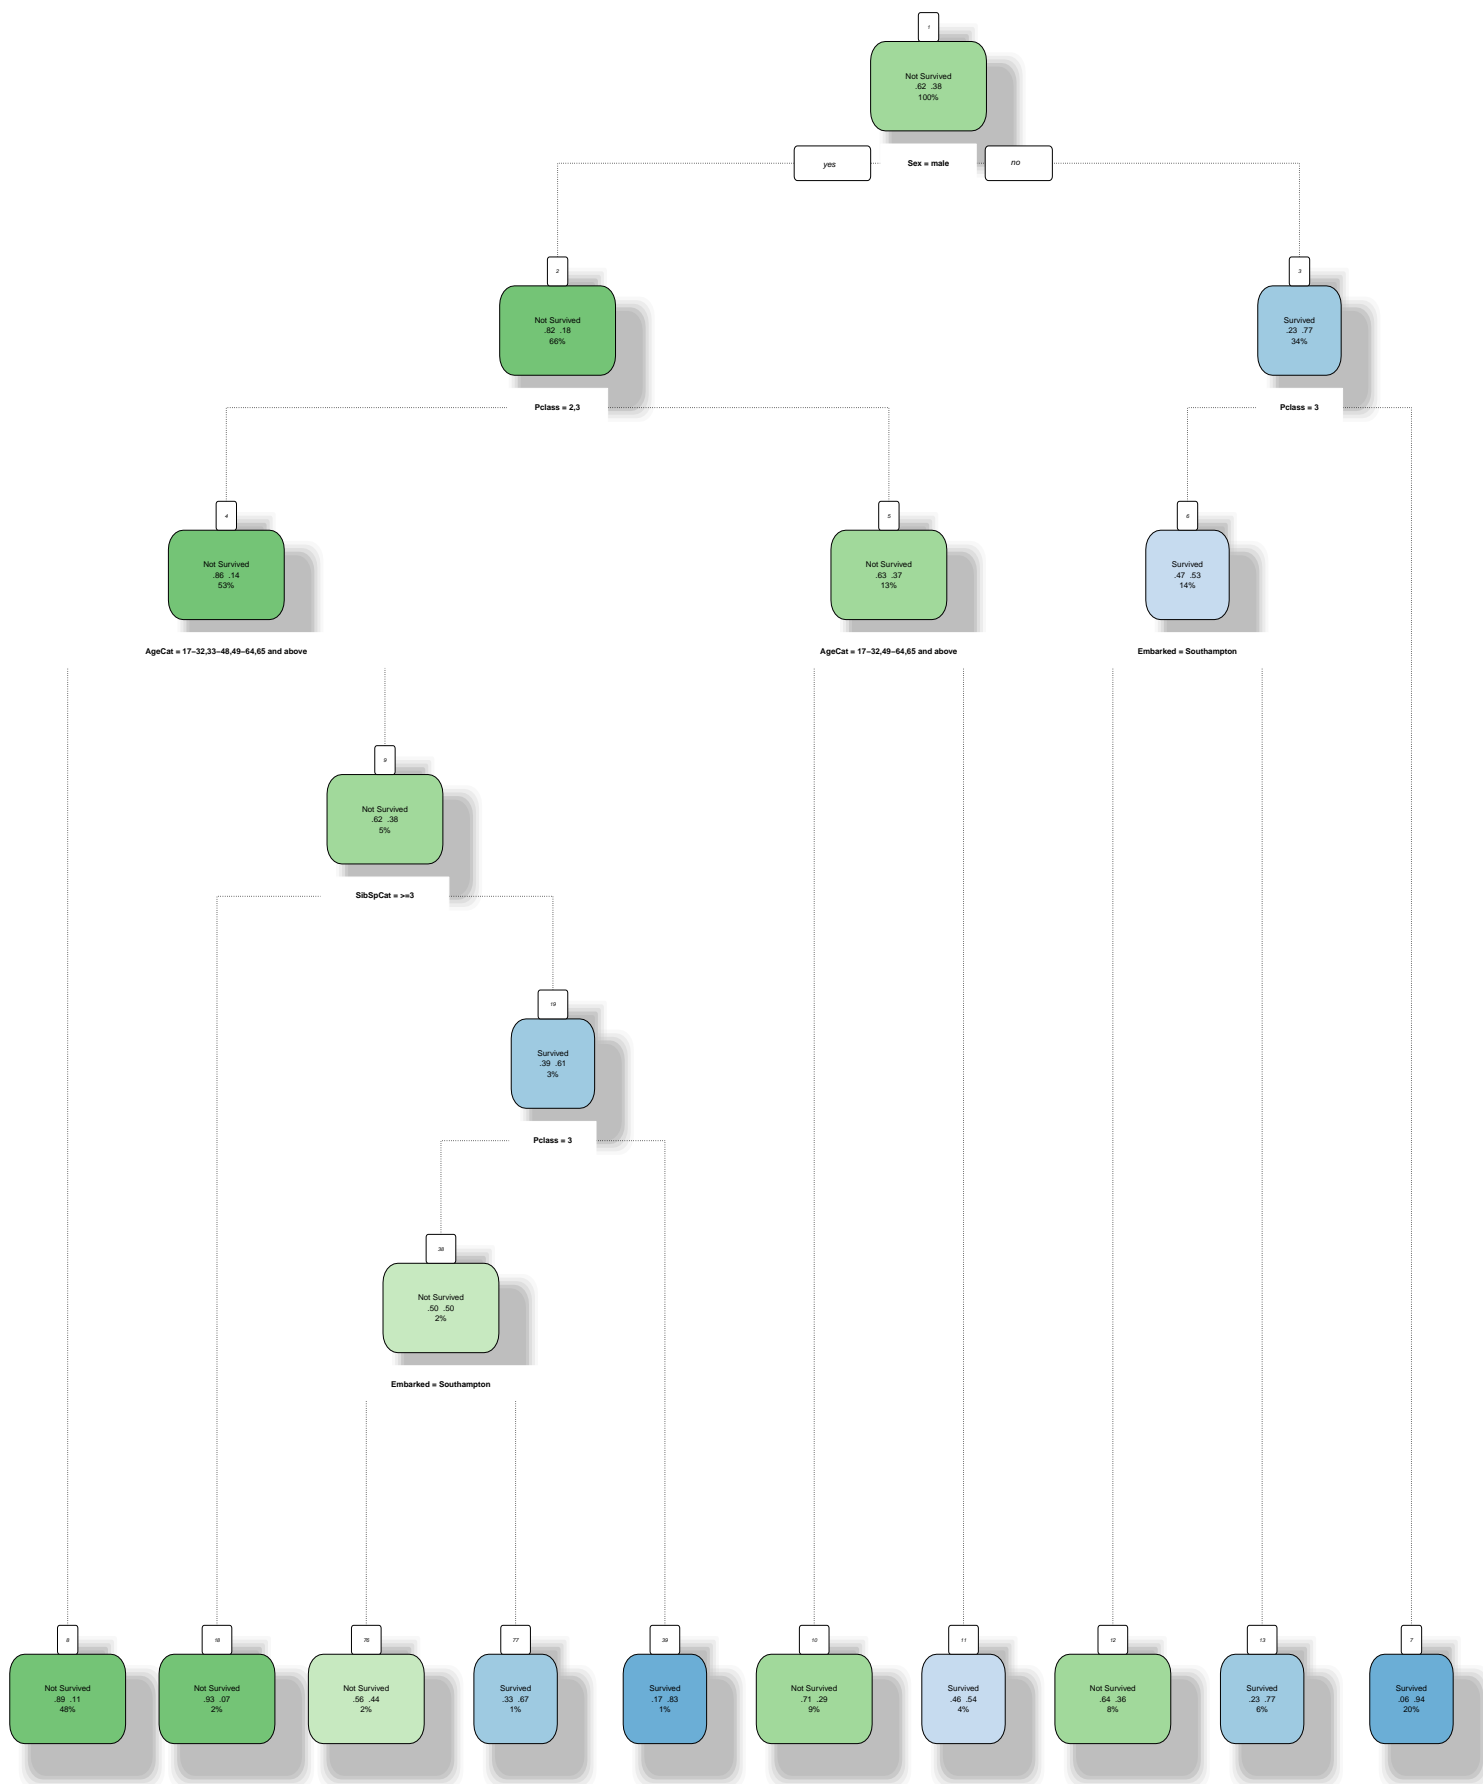 1
Not Survived
.62 .38
100%
yes
Sex = male
no
2
Not Survived
.82 .18
66%
3
Survived
.23 .77
34%
Pclass = 2,3
Pclass = 3
4
Not Survived
.86 .14
53%
5
Not Survived
.63 .37
13%
6
Survived
.47 .53
14%
AgeCat = 17−32,33−48,49−64,65 and above
AgeCat = 17−32,49−64,65 and above
Embarked = Southampton
9
Not Survived
.62 .38
5%
SibSpCat = >=3
19
Survived
.39 .61
3%
Pclass = 3
38
Not Survived
.50 .50
2%
Embarked = Southampton
8
Not Survived
.89 .11
48%
18
Not Survived
.93 .07
2%
76
Not Survived
.56 .44
2%
77
Survived
.33 .67
1%
39
Survived
.17 .83
1%
10
Not Survived
.71 .29
9%
11
Survived
.46 .54
4%
12
Not Survived
.64 .36
8%
13
Survived
.23 .77
6%
7
Survived
.06 .94
20%